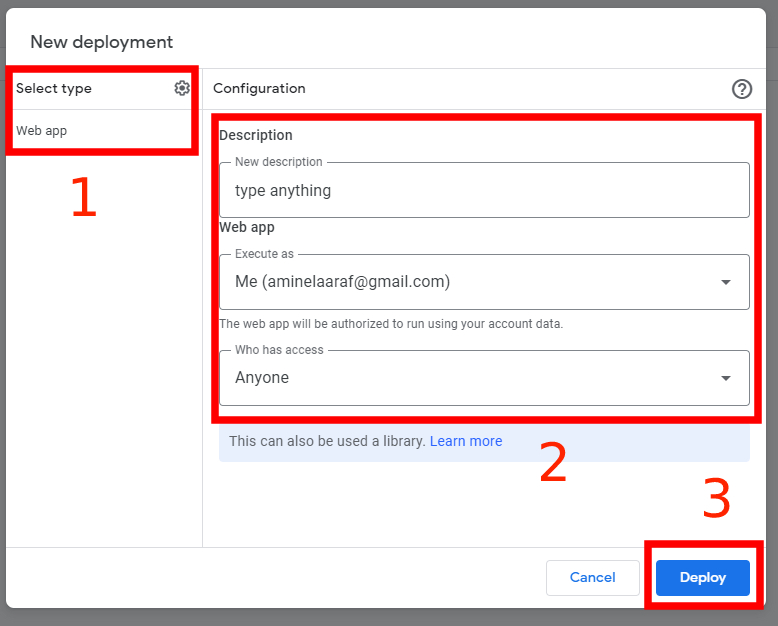 New deployment
Select type
Configuration
Web app
1
Description
New description
type anything
Web app
Execute as
Me (aminelaaraf@gmail.com)
The web app will be authorized to run using your account data.
Who has access
Anyone
This can also be used a library. Learn more
2
3
Cancel
Deploy